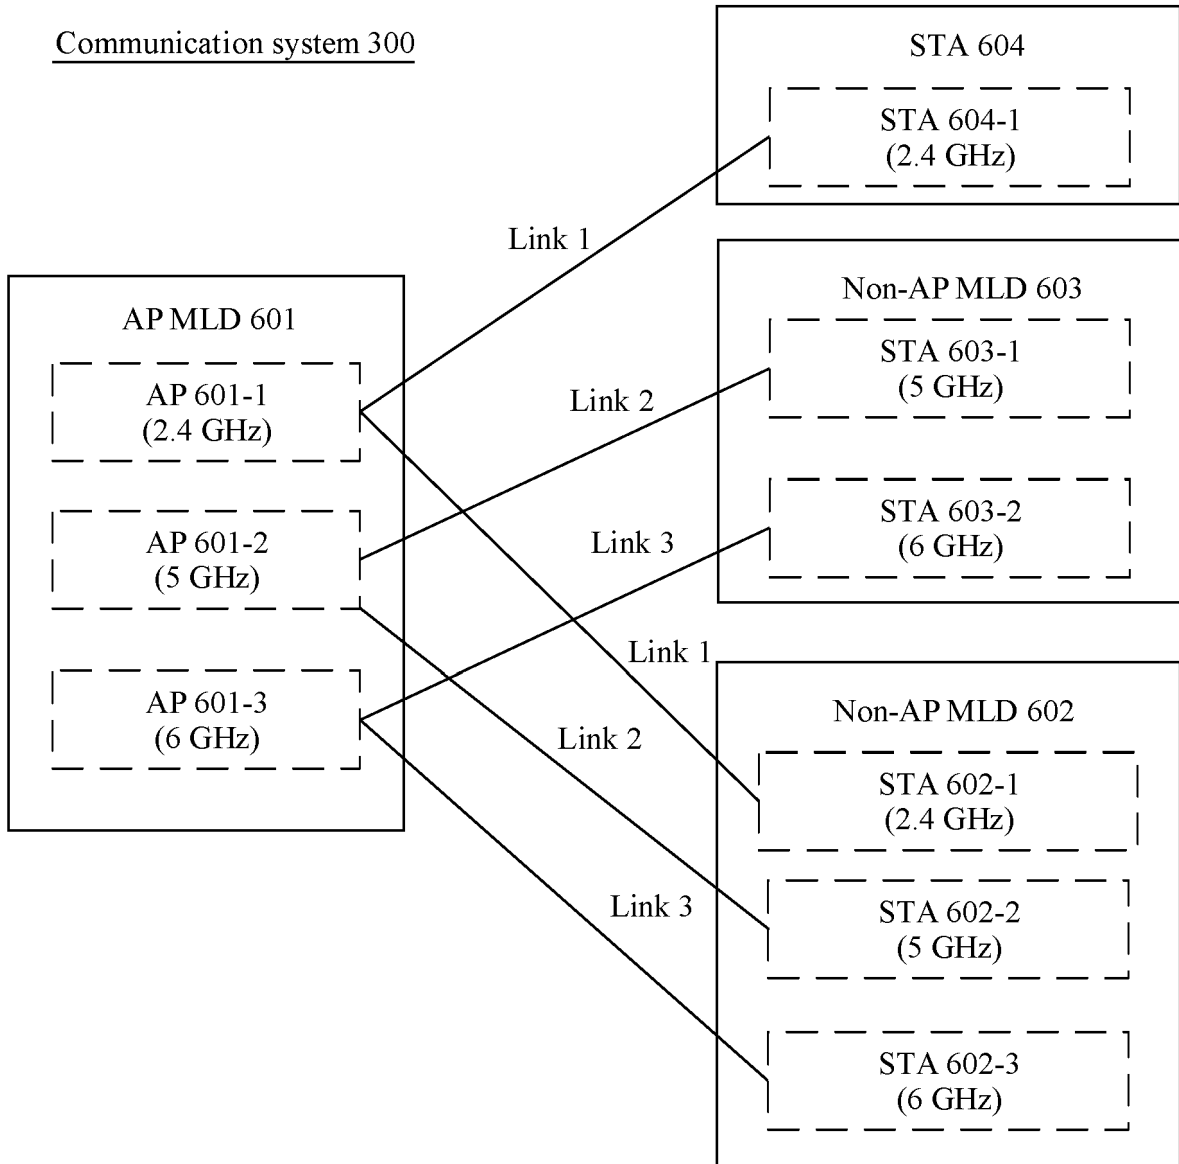 Communication system 300
STA 604
STA 604-1
(2.4 GHz)
Link 1
Non-AP MLD 603
STA 603-1
(5 GHz)
STA 603-2
(6 GHz)
AP MLD 601
AP 601-1
(2.4 GHz)
AP 601-2
(5 GHz)
AP 601-3
(6 GHz)
Link 2
Link 3
Link 1
Link 2
Link 3
Non-AP MLD 602
STA 602-1
(2.4 GHz)
STA 602-2
(5 GHz)
STA 602-3
(6 GHz)